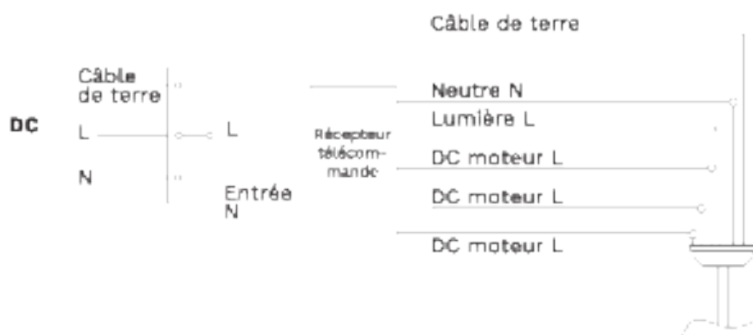 Câble de terre
Câble
de terre
Neutre N
DC
Lumière L
L
L
Récepteur
télécom-
mande
DC moteur L
N
Entrée
N
DC moteur L
DC moteur L